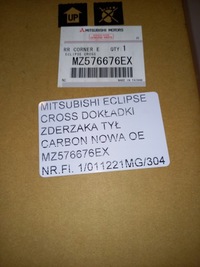 MITSUBISHI MOTORS
RR CORNER E QTY 1
ECLIPSE CROSS
MZ576676EX
UP
MITSUBISHI ECLIPSE
CROSS DOKŁADKI
ZDERZAKA TYŁ
CARBON NOWA OE
MZ576676EX
NR.FI. 1/011221MG/304